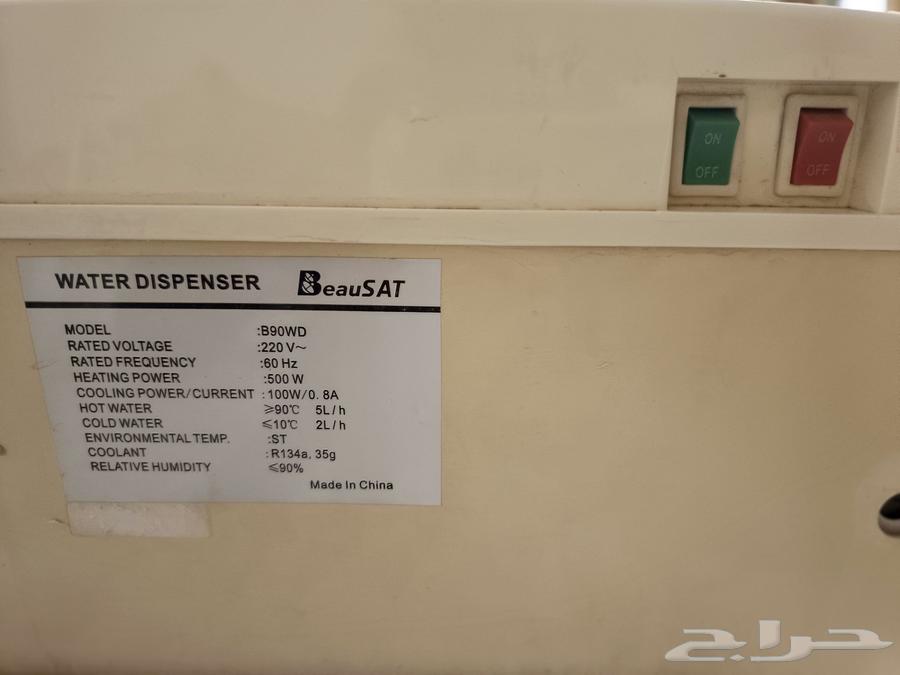 ON
OFF
ON
OFF
WATER DISPENSER BeauSAT
MODEL :B90WD
RATED VOLTAGE :220 V～
RATED FREQUENCY :60 Hz
HEATING POWER :500 W
COOLING POWER/CURRENT : 100W/0. 8A
HOT WATER ≥90℃ 5L/h
COLD WATER ≤10℃ 2L/h
ENVIRONMENTAL TEMP. :ST
COOLANT : R134a, 35g
RELATIVE HUMIDITY ≤90%
Made In China
حراج